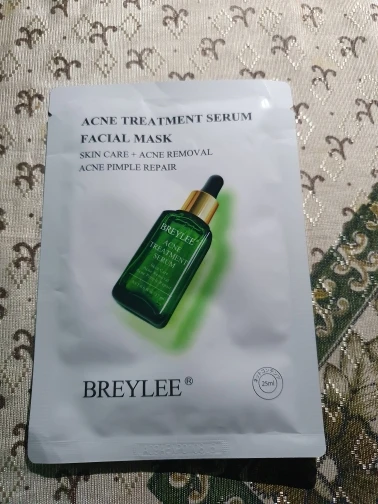 ACNE TREATMENT SERUM
FACIAL MASK
SKIN CARE + ACNE REMOVAL
ACNE PIMPLE REPAIR
BREYLEE
ACNE
TREATMENT
SERUM
BREYLEE®
25ml